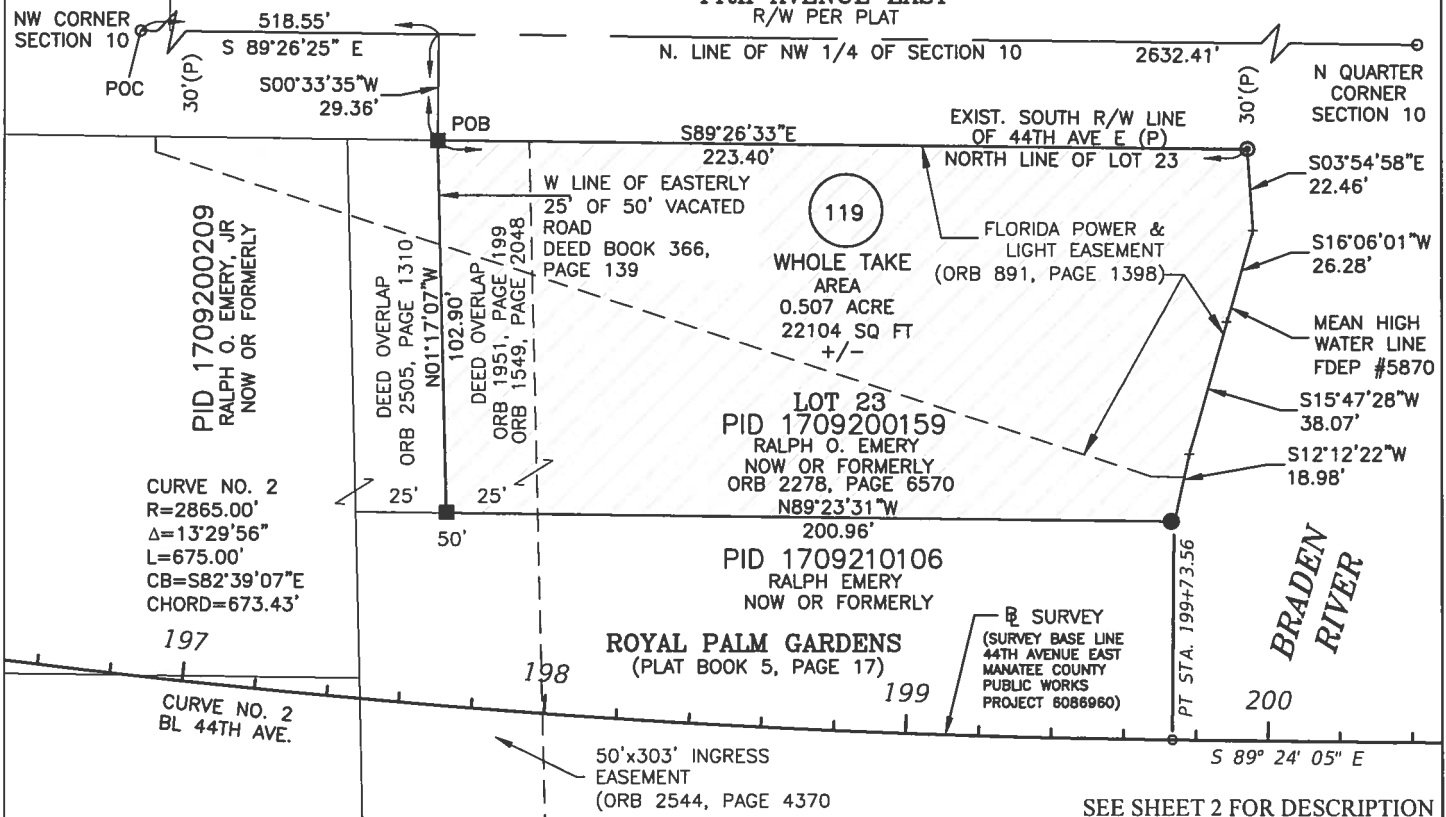 44TH AVENUE EAST
R/W PER PLAT
NW CORNER
SECTION 10
518.55'
S 89°26'25" E
N. LINE OF NW 1/4 OF SECTION 10
2632.41'
POC
30'(P)
S00°33'35"W
29.36'
30'(P)
N QUARTER
CORNER
SECTION 10
POB
S89°26'33"E
223.40'
EXIST. SOUTH R/W LINE
OF 44TH AVE E (P)
NORTH LINE OF LOT 23
S03°54'58"E
22.46'
W LINE OF EASTERLY
25' OF 50' VACATED
ROAD
DEED BOOK 366,
PAGE 139
119
WHOLE TAKE
AREA
0.507 ACRE
22104 SQ FT
+/-
FLORIDA POWER &
LIGHT EASEMENT
(ORB 891, PAGE 1398)
S16°06'01"W
26.28'
MEAN HIGH
WATER LINE
FDEP #5870
S15°47'28"W
38.07'
S12°12'22"W
18.98'
PID 1709200209
RALPH O. EMERY, JR
NOW OR FORMERLY
DEED OVERLAP
ORB 2505, PAGE 1310
N01°17'07"W
102.90'
DEED OVERLAP
ORB 1951, PAGE 199
ORB 1549, PAGE 2048
LOT 23
PID 1709200159
RALPH O. EMERY
NOW OR FORMERLY
ORB 2278, PAGE 6570
N89°23'31"W
200.96'
25'
25'
50'
CURVE NO. 2
R=2865.00'
Δ=13°29'56"
L=675.00'
CB=S82°39'07"E
CHORD=673.43'
PID 1709210106
RALPH EMERY
NOW OR FORMERLY
ROYAL PALM GARDENS
(PLAT BOOK 5, PAGE 17)
BL SURVEY
(SURVEY BASE LINE
44TH AVENUE EAST
MANATEE COUNTY
PUBLIC WORKS
PROJECT 6086960)
PT STA. 199+73.56
BRADEN
RIVER
197
198
199
200
CURVE NO. 2
BL 44TH AVE.
S 89° 24' 05" E
50'x303' INGRESS
EASEMENT
(ORB 2544, PAGE 4370
SEE SHEET 2 FOR DESCRIPTION